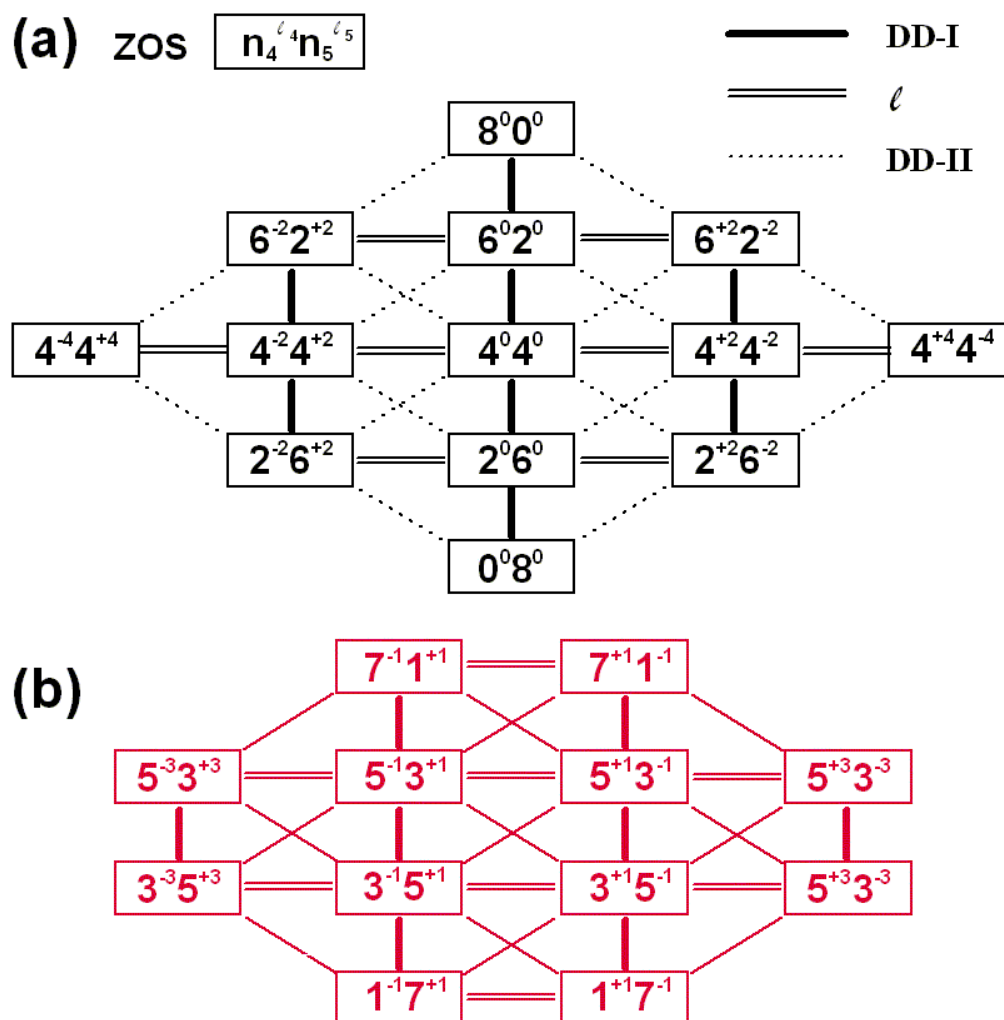 (a) zos n₄^ℓ₄n₅^ℓ₅
DD-I
ℓ
DD-II
8⁰0⁰
6⁻²2⁺² 6⁰2⁰ 6⁺²2⁻²
4⁻⁴4⁺⁴ 4⁻²4⁺² 4⁰4⁰ 4⁺²4⁻² 4⁺⁴4⁻⁴
2⁻²6⁺² 2⁰6⁰ 2⁺²6⁻²
0⁰8⁰
(b)
7⁻¹1⁺¹ 7⁺¹1⁻¹
5⁻³3⁺³ 5⁻¹3⁺¹ 5⁺¹3⁻¹ 5⁺³3⁻³
3⁻³5⁺³ 3⁻¹5⁺¹ 3⁺¹5⁻¹ 5⁺³3⁻³
1⁻¹7⁺¹ 1⁺¹7⁻¹